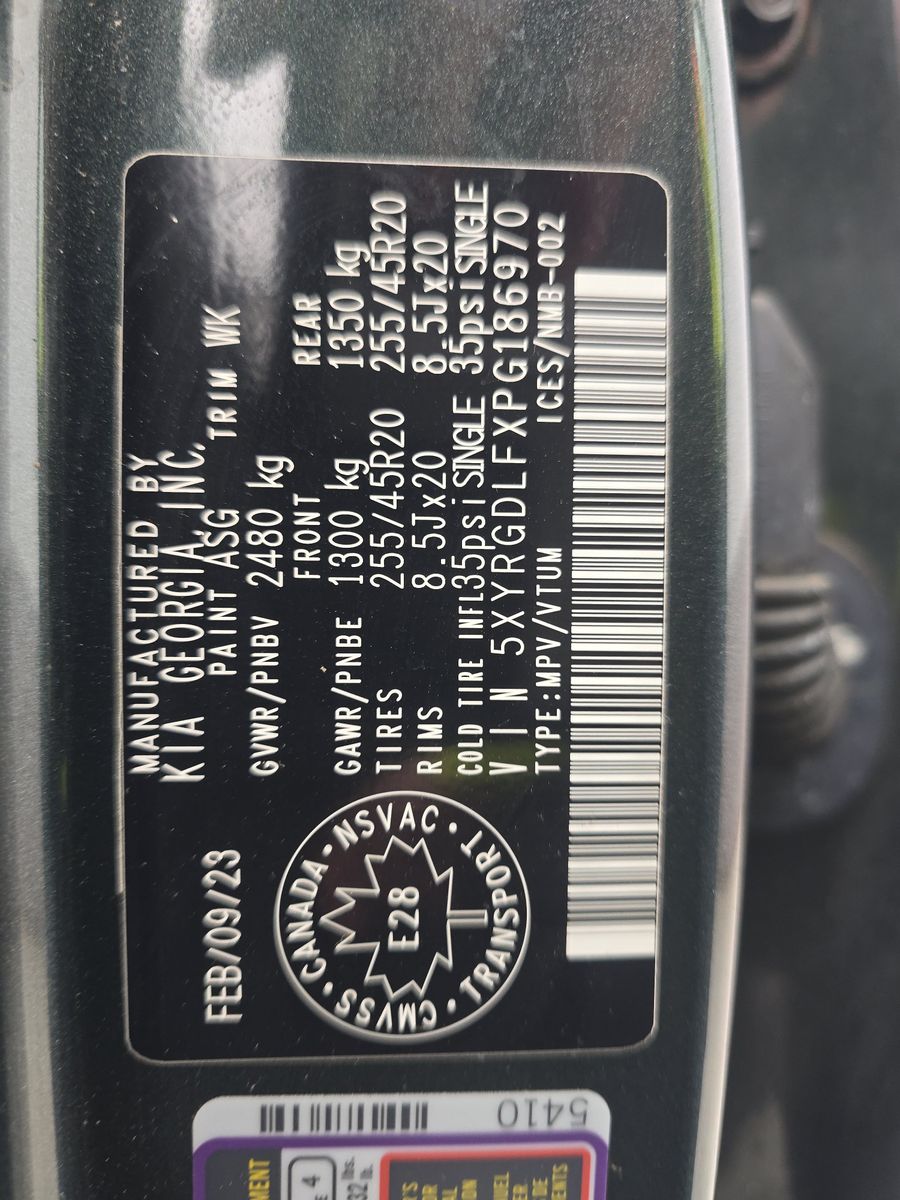 MANUFACTURED BY
KIA GEORGIA, INC.
FEB/09/23
PAINT ASG TRIM WK
GVWR/PNBV 2480 kg
FRONT REAR
GAWR/PNBE 1300 kg 1350 kg
TIRES 255/45R20 255/45R20
RIMS 8.5Jx20 8.5Jx20
COLD TIRE INFL35psiSINGLE 35psiSINGLE
VIN 5XYRGDLFXPG186970
TYPE:MPV/VTUM ICES/NMB-002
CANADA · NSVAC · TRANSPORT · CMVSS ·
E28
5410
4